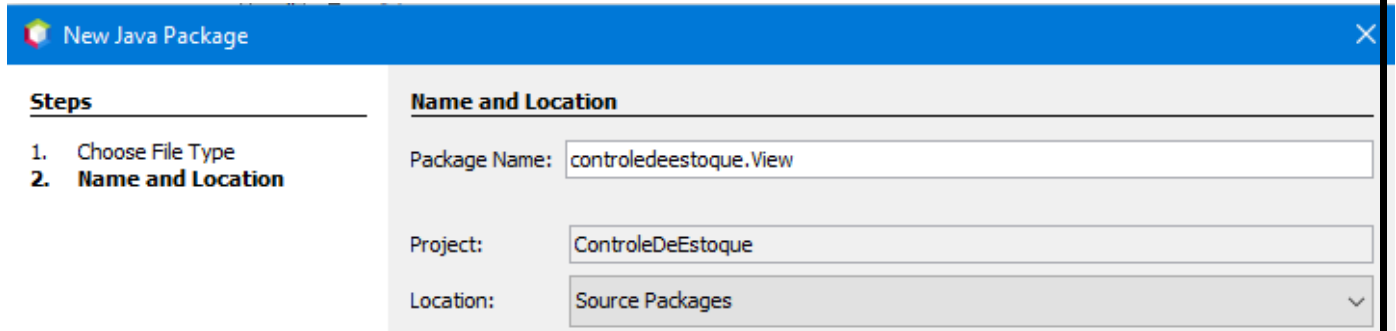 New Java Package
Steps
1. Choose File Type
2. Name and Location
Name and Location
Package Name: controledeestoque.View
Project: ControleDeEstoque
Location: Source Packages